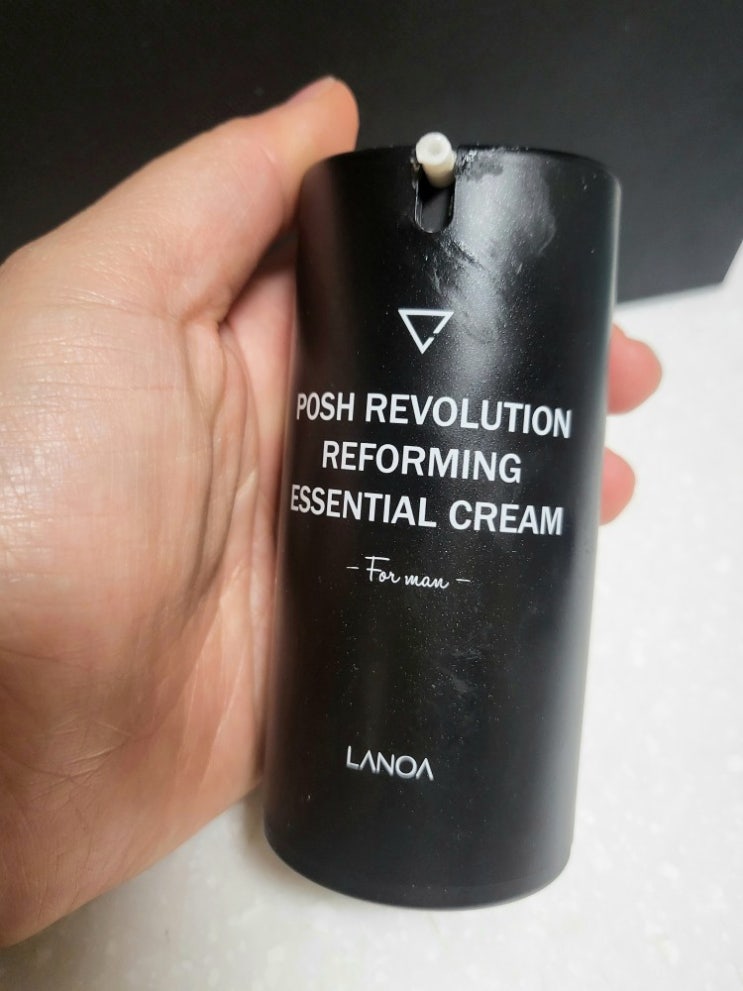 POSH REVOLUTION
REFORMING
ESSENTIAL CREAM
- For man -
LANOA